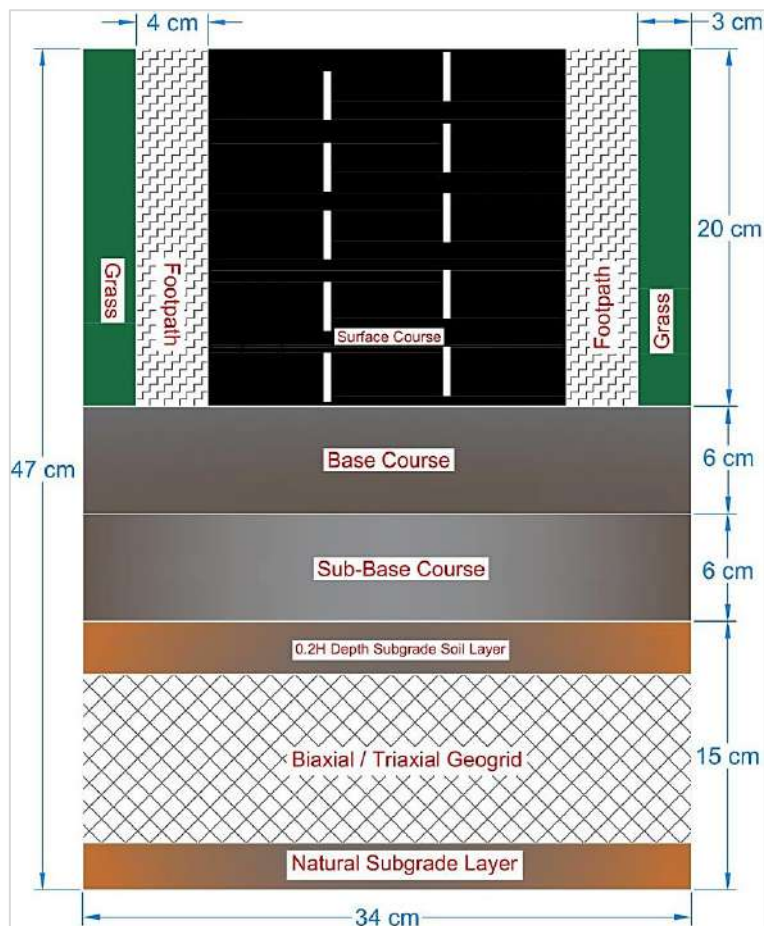 4 cm
3 cm
Grass
Footpath
Surface Course
Footpath
Grass
20 cm
47 cm
Base Course
6 cm
Sub-Base Course
6 cm
0.2H Depth Subgrade Soil Layer
Biaxial / Triaxial Geogrid
15 cm
Natural Subgrade Layer
34 cm